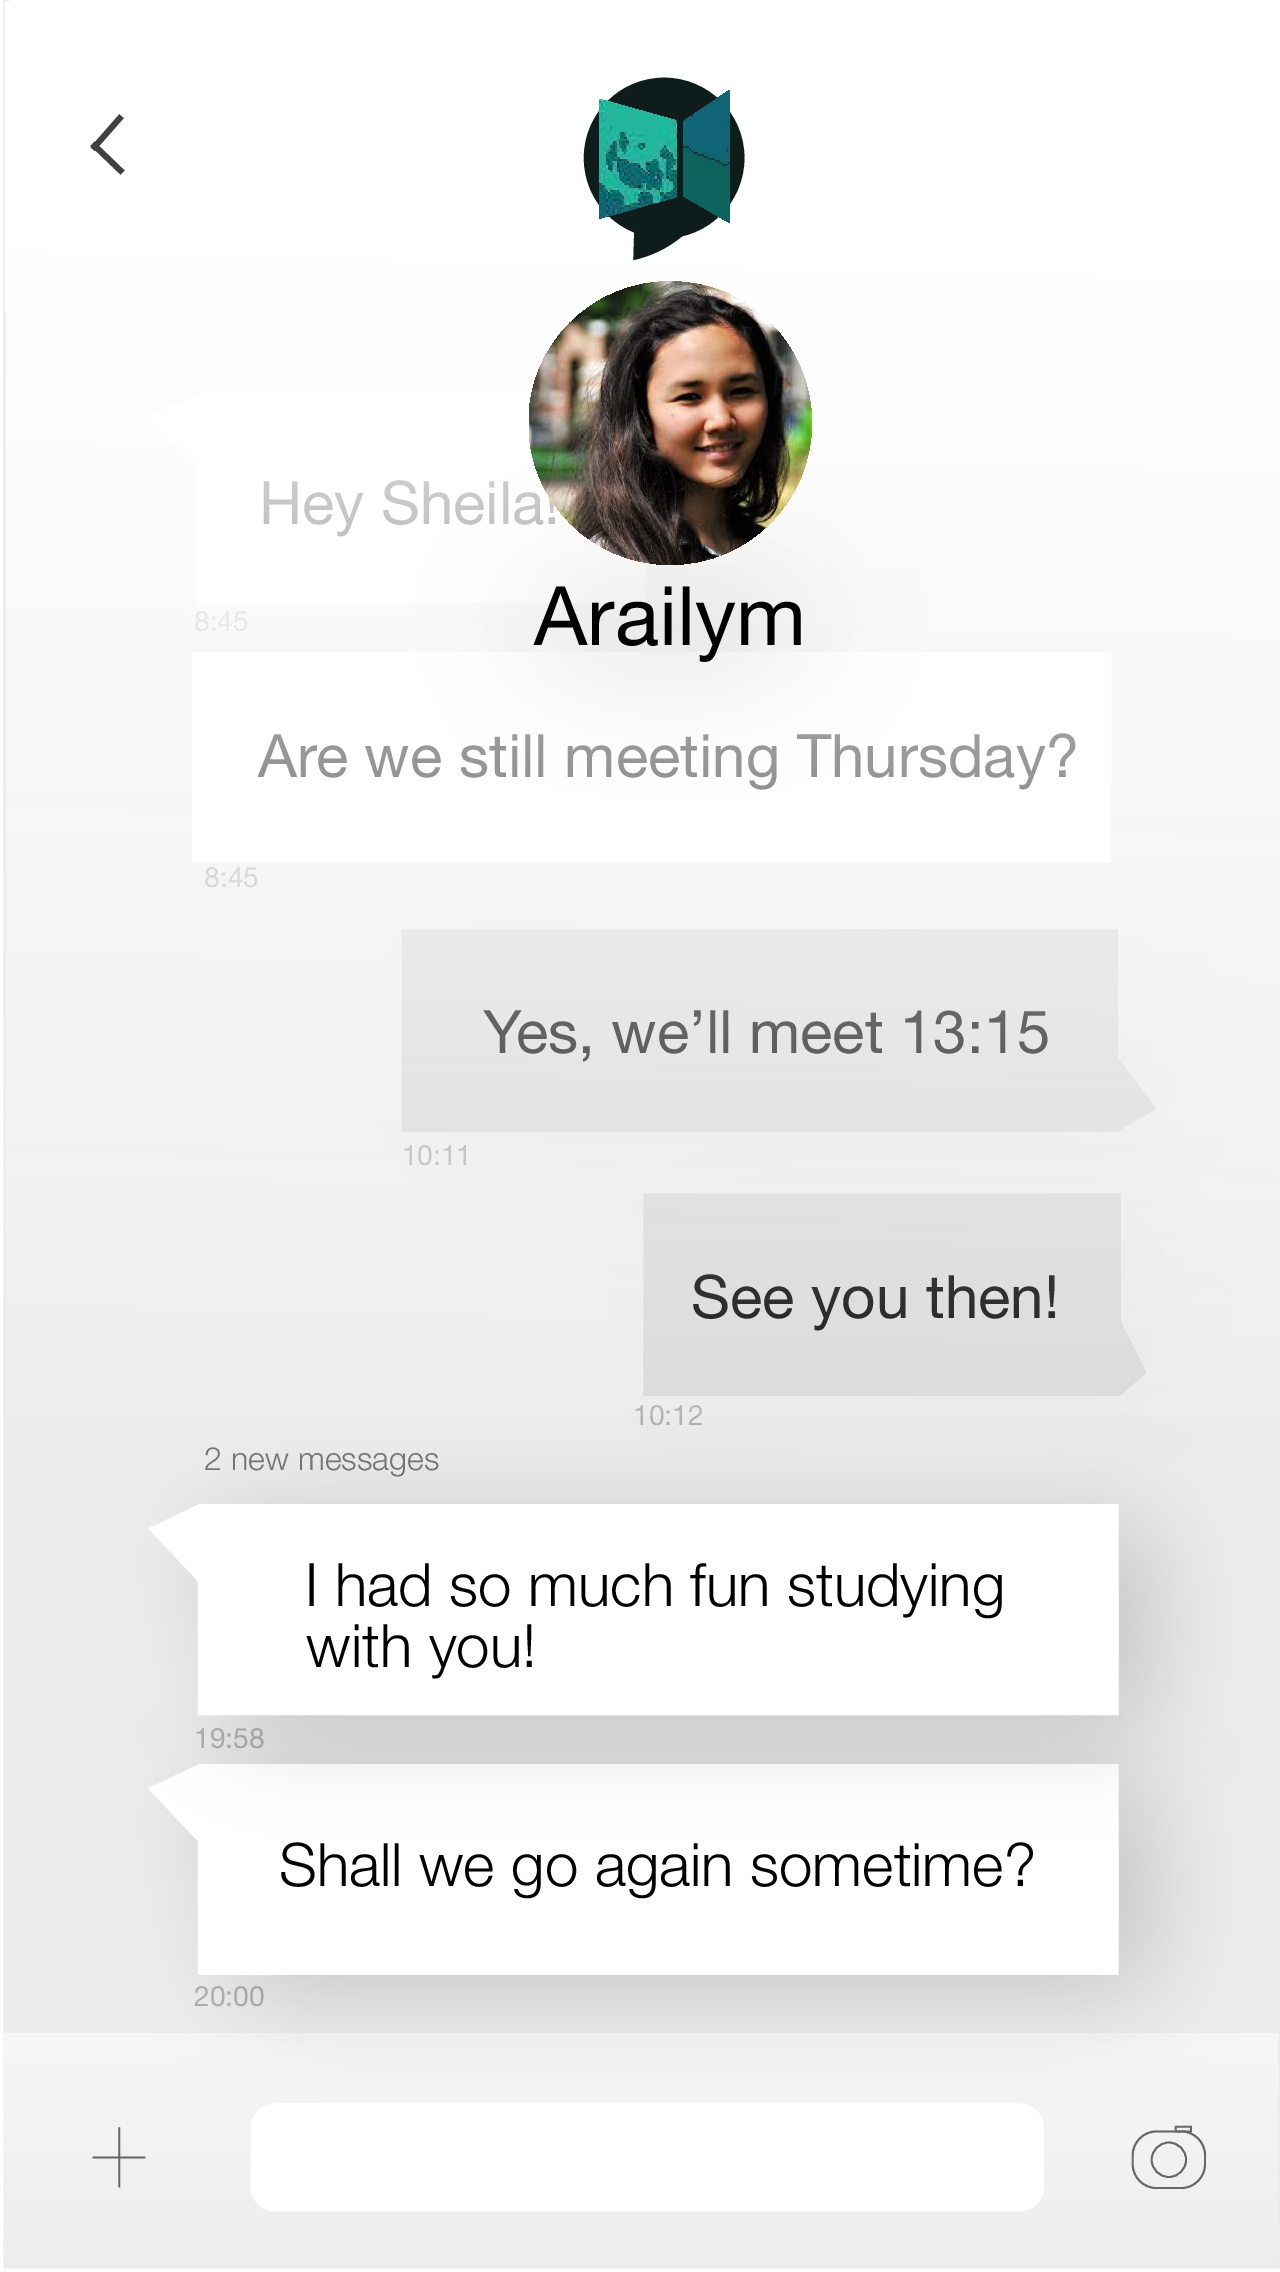 Hey Sheila!
Arailym
8:45
Are we still meeting Thursday?
8:45
Yes, we’ll meet 13:15
10:11
See you then!
10:12
2 new messages
I had so much fun studying
with you!
19:58
Shall we go again sometime?
20:00